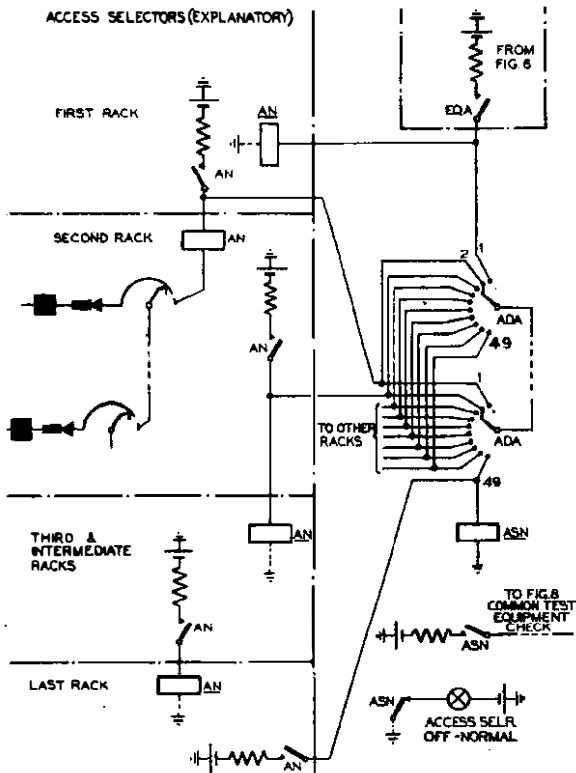 ACCESS SELECTORS (EXPLANATORY)
FROM
FIG. 6
EQA
FIRST RACK
AN
AN
SECOND RACK
AN
AN
2
1
ADA
49
1
TO OTHER
RACKS
ADA
49
THIRD &
INTERMEDIATE
RACKS
AN
ASN
AN
TO FIG.8
COMMON TEST
EQUIPMENT
CHECK
ASN
LAST RACK
AN
ASN
ACCESS SELR.
OFF-NORMAL
AN